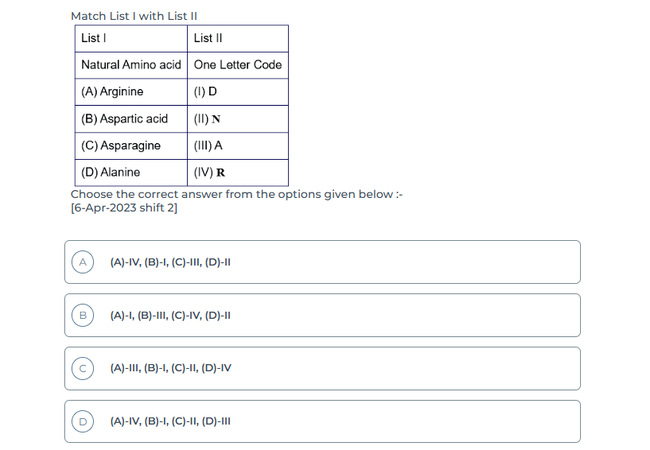 Match List I with List II
List I List II
Natural Amino acid One Letter Code
(A) Arginine (I) D
(B) Aspartic acid (II) N
(C) Asparagine (III) A
(D) Alanine (IV) R
Choose the correct answer from the options given below :-
[6-Apr-2023 shift 2]
A (A)-IV, (B)-I, (C)-III, (D)-II
B (A)-I, (B)-III, (C)-IV, (D)-II
C (A)-III, (B)-I, (C)-II, (D)-IV
D (A)-IV, (B)-I, (C)-II, (D)-III